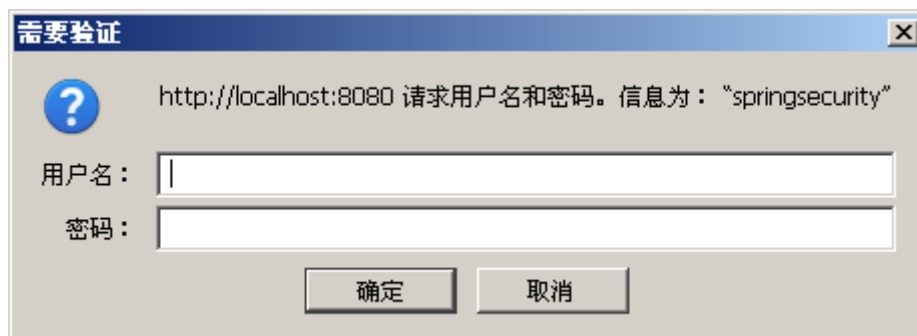 需要验证
http://localhost:8080 请求用户名和密码。信息为： “springsecurity”
用户名：
密码：
确定 取消